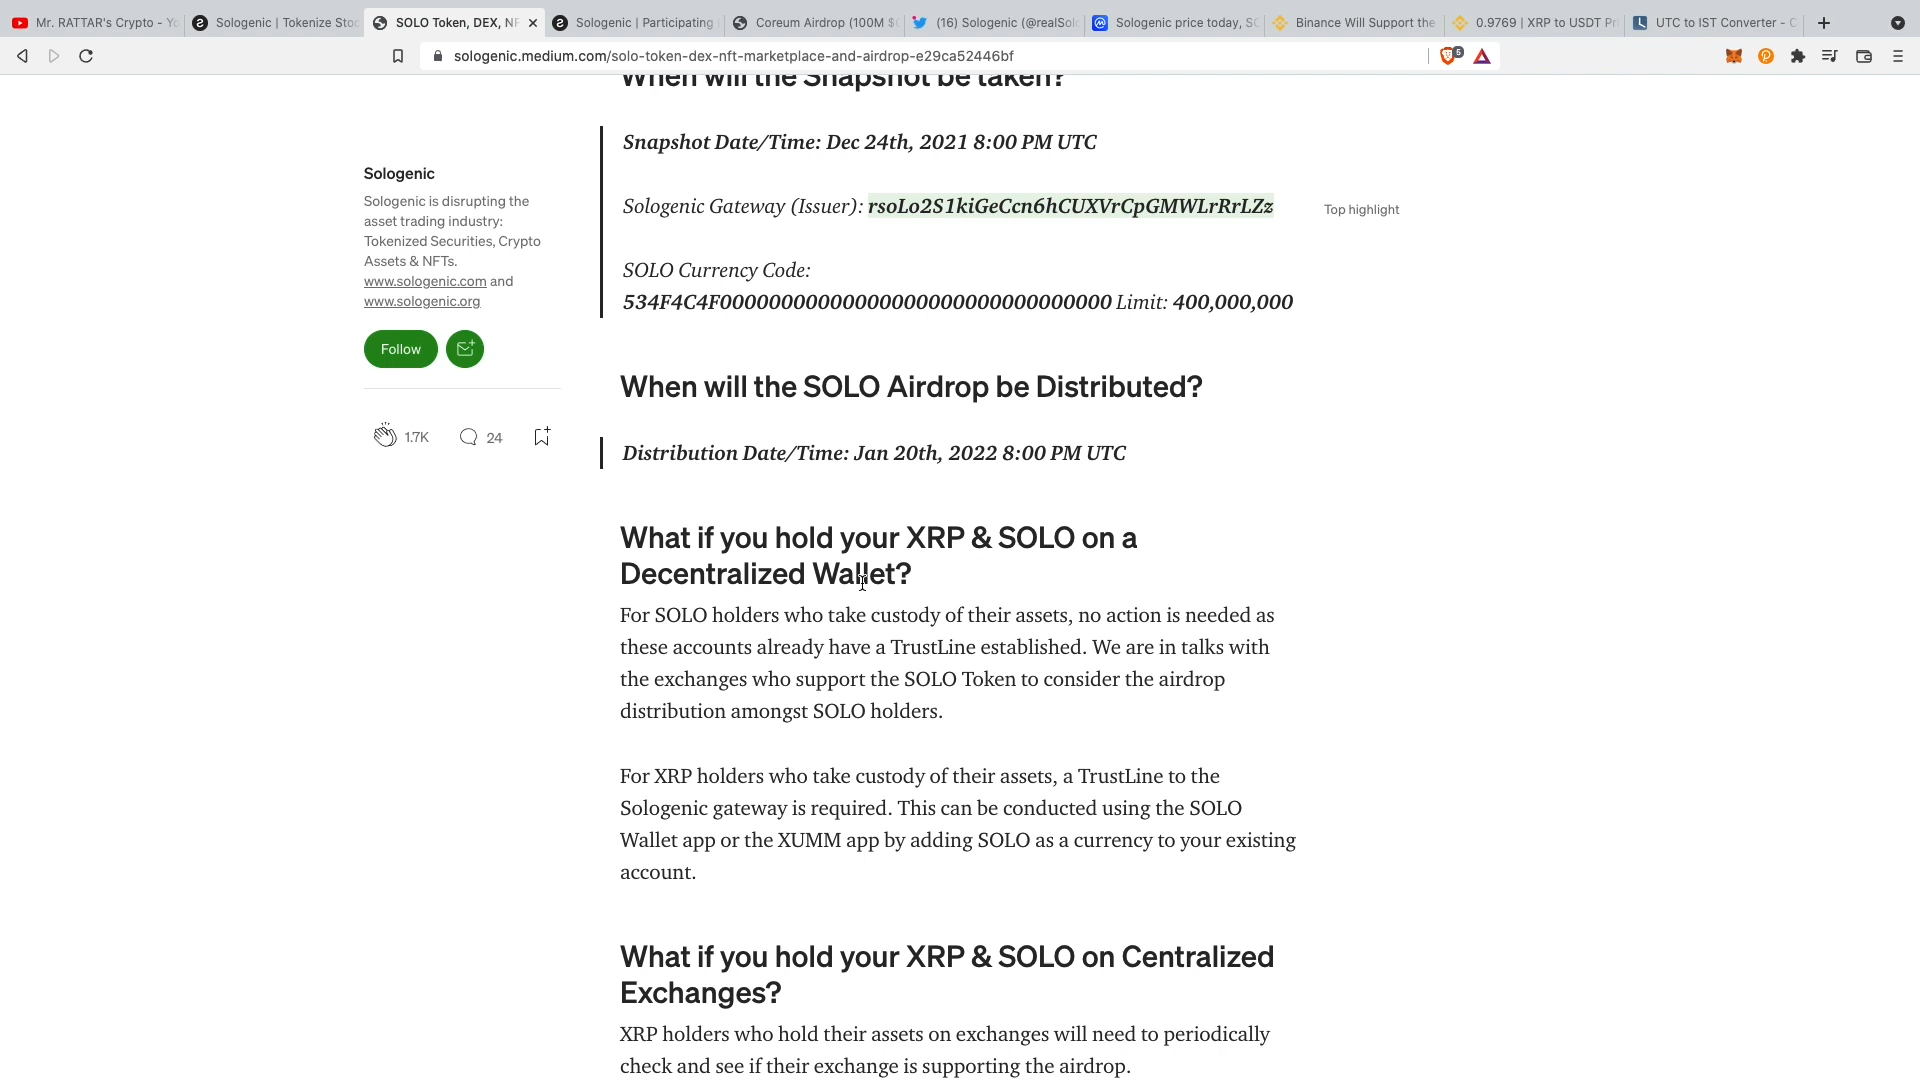 Mr. RATTAR's Crypto - Yo
Sologenic | Tokenize Stoc
SOLO Token, DEX, NF
Sologenic | Participating
Coreum Airdrop (100M $
(16) Sologenic (@realSol
Sologenic price today, SO
Binance Will Support the
0.9769 | XRP to USDT Pr
UTC to IST Converter - C
sologenic.medium.com/solo-token-dex-nft-marketplace-and-airdrop-e29ca52446bf
5
When will the Snapshot be taken?
Snapshot Date/Time: Dec 24th, 2021 8:00 PM UTC
Sologenic
Sologenic is disrupting the
asset trading industry:
Tokenized Securities, Crypto
Assets & NFTs.
www.sologenic.com and
www.sologenic.org
Follow
1.7K
24
Sologenic Gateway (Issuer): rsoLo2S1kiGeCcn6hCUXVrCpGMWLrRrLZz
Top highlight
SOLO Currency Code:
534F4C4F00000000000000000000000000000000 Limit: 400,000,000
When will the SOLO Airdrop be Distributed?
Distribution Date/Time: Jan 20th, 2022 8:00 PM UTC
What if you hold your XRP & SOLO on a
Decentralized Wallet?
For SOLO holders who take custody of their assets, no action is needed as
these accounts already have a TrustLine established. We are in talks with
the exchanges who support the SOLO Token to consider the airdrop
distribution amongst SOLO holders.
For XRP holders who take custody of their assets, a TrustLine to the
Sologenic gateway is required. This can be conducted using the SOLO
Wallet app or the XUMM app by adding SOLO as a currency to your existing
account.
What if you hold your XRP & SOLO on Centralized
Exchanges?
XRP holders who hold their assets on exchanges will need to periodically
check and see if their exchange is supporting the airdrop.